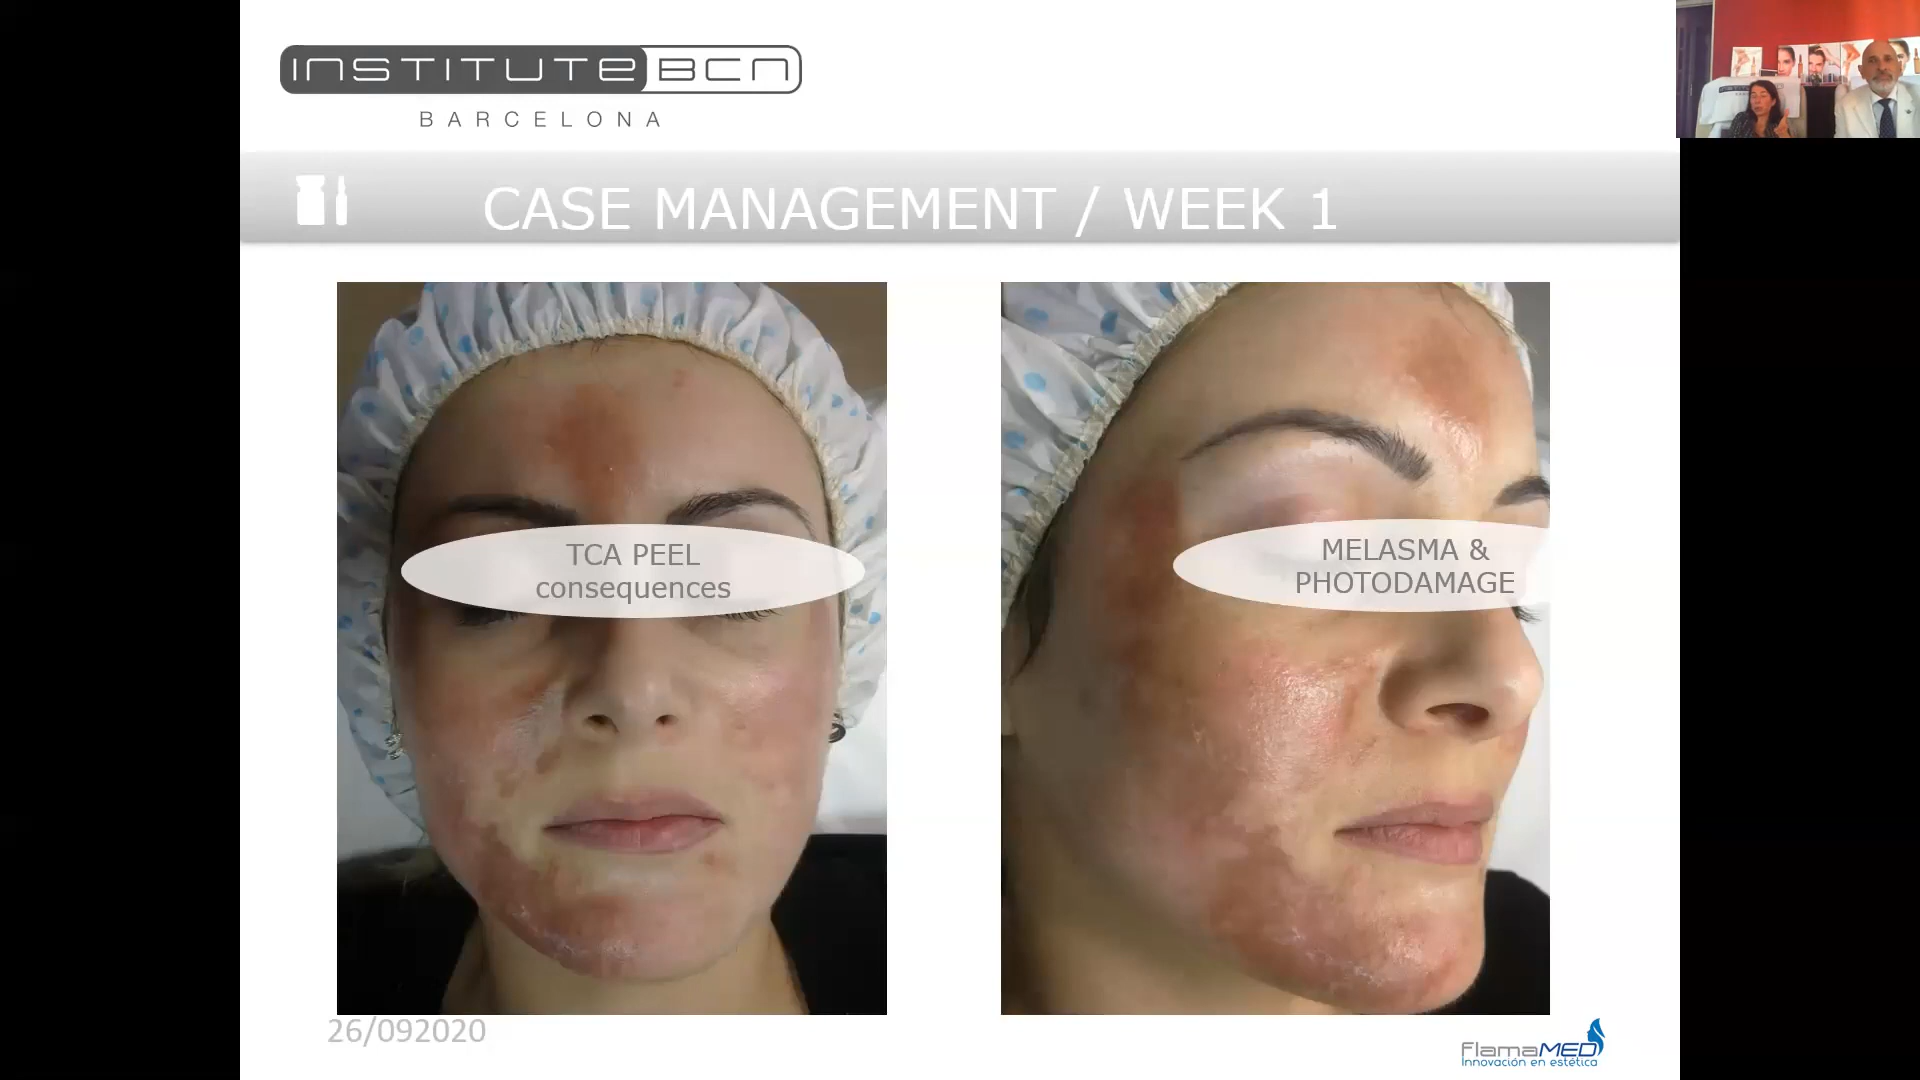 INSTITUTE BCN
BARCELONA
CASE MANAGEMENT / WEEK 1
TCA PEEL
consequences
MELASMA &
PHOTODAMAGE
26/092020
FlamaMED
Innovación en estética